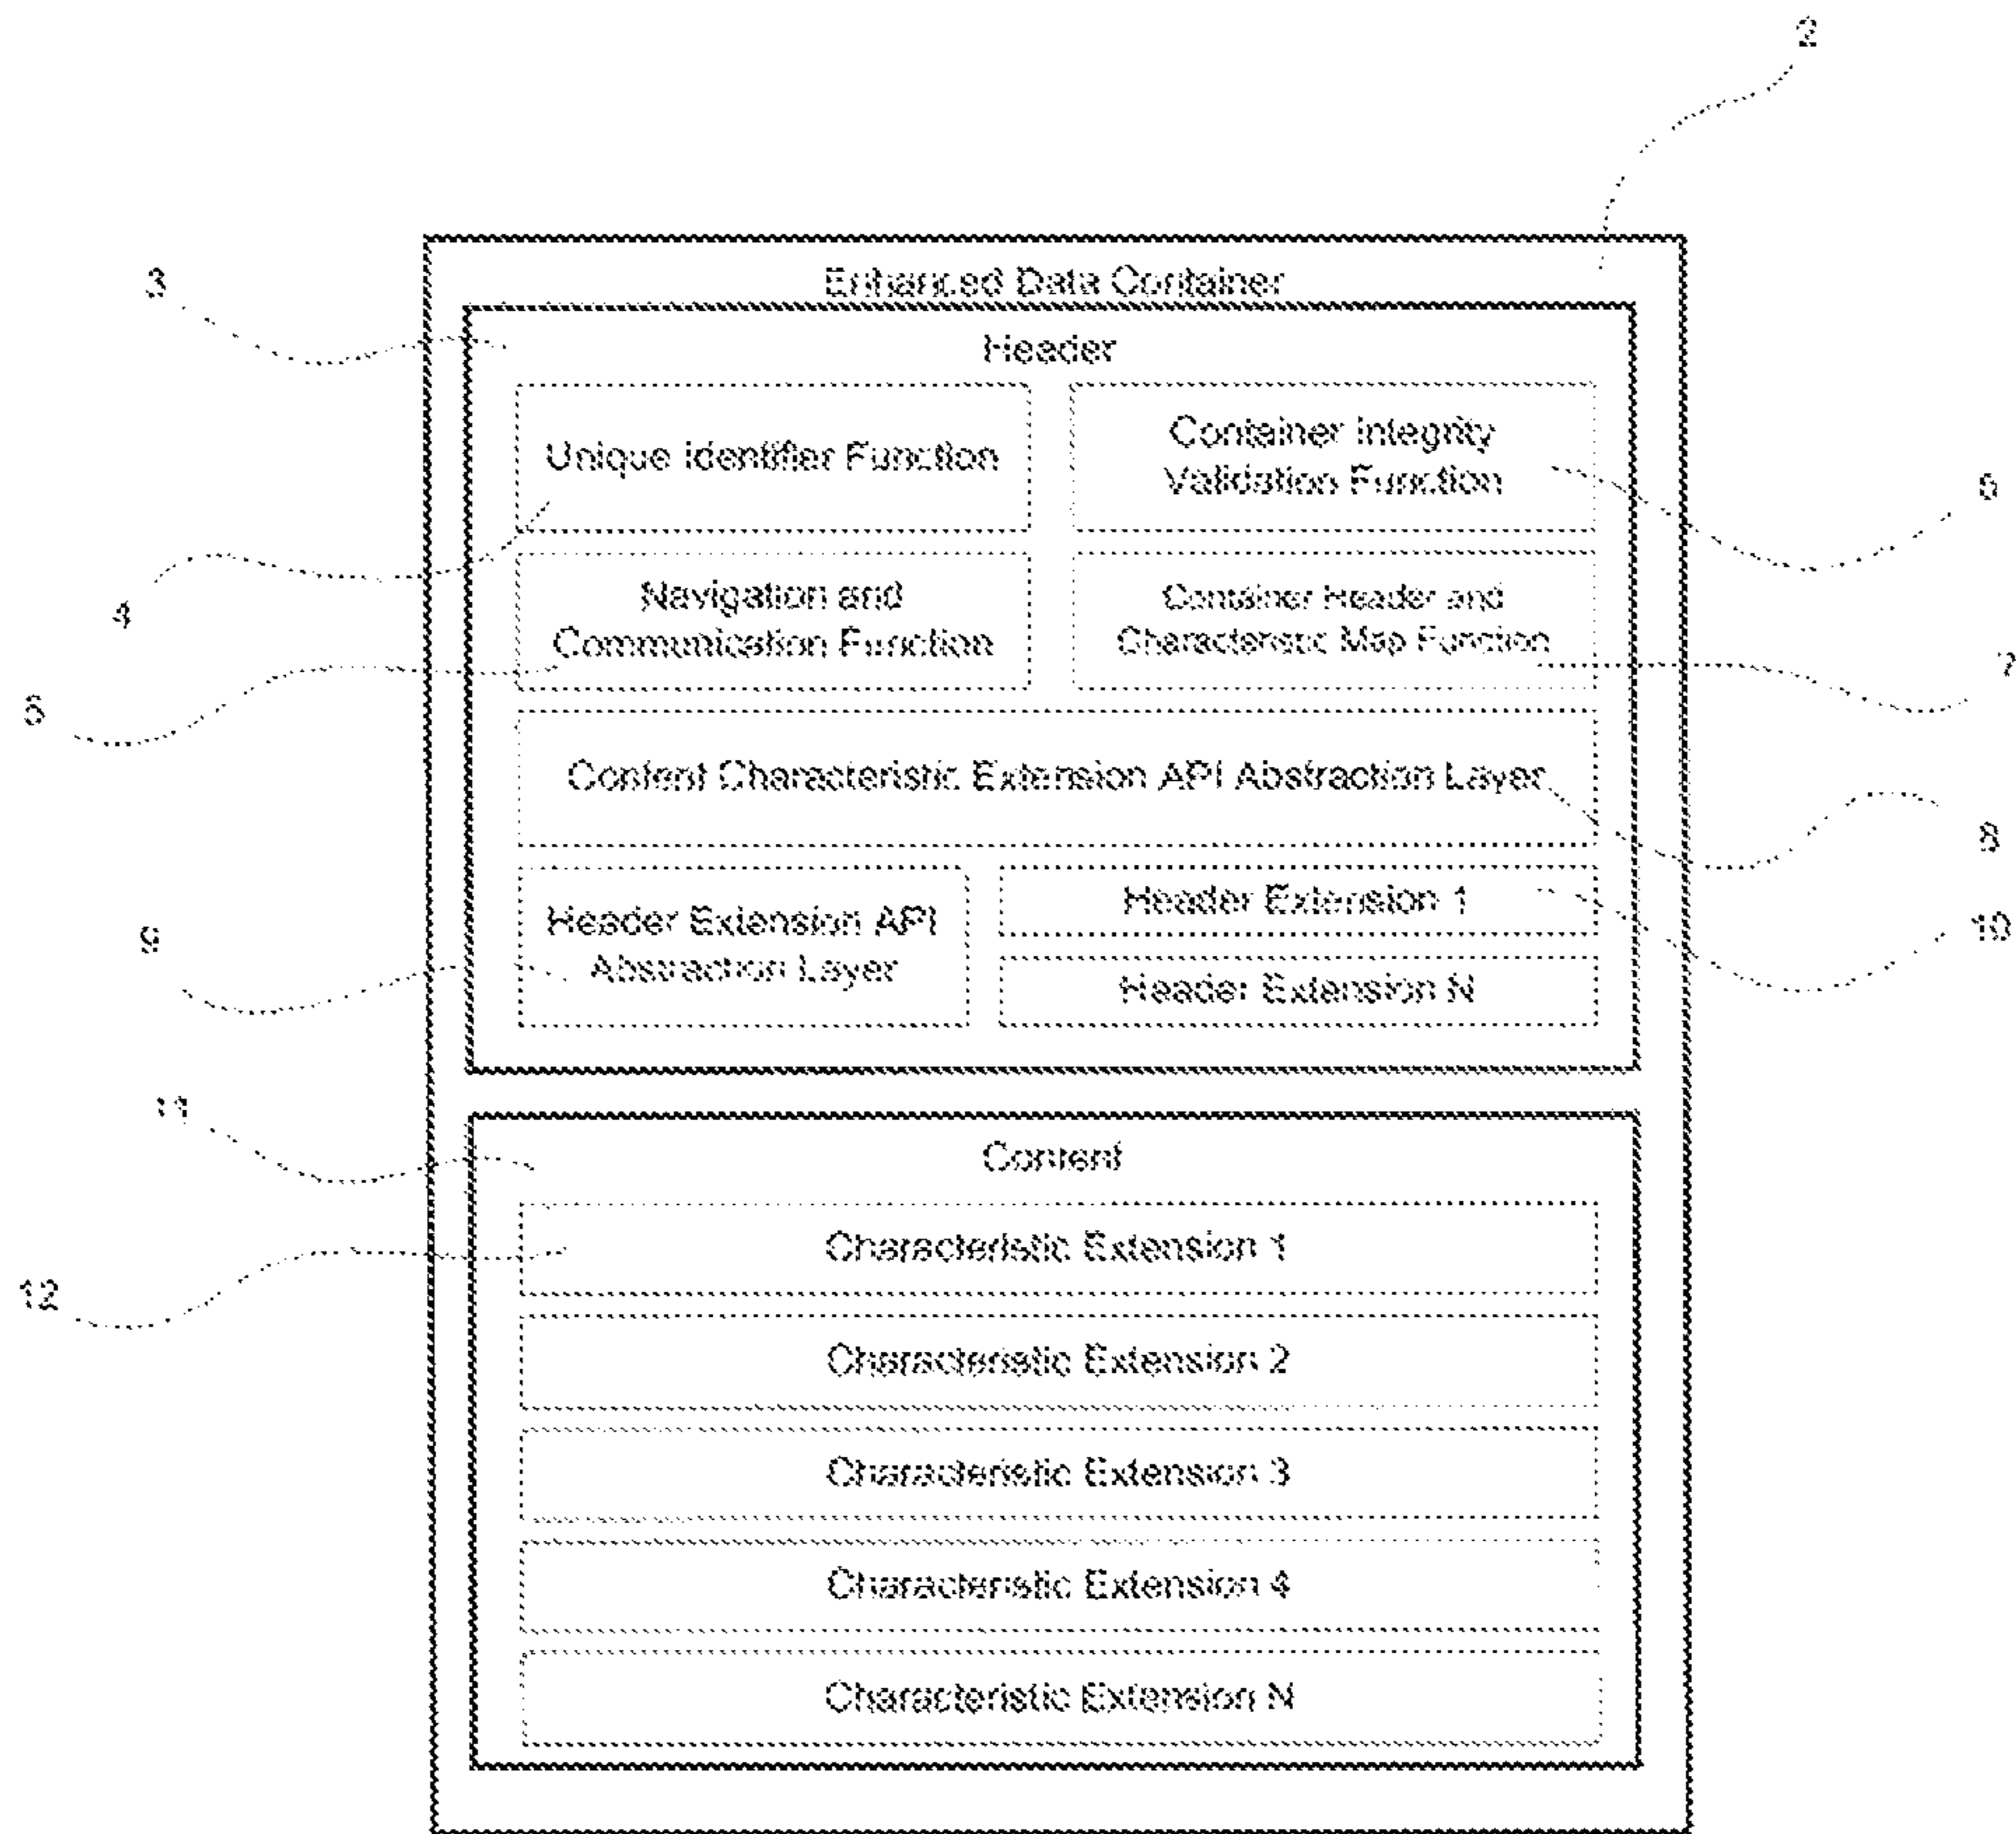 2
Enhanced Data Container
3
Header
Unique Identifier Function
Container Integrity
Validation Function
4
Navigation and
Communication Function
Container Header and
Characteristic Map Function
6
7
Content Characteristic Extension API Abstraction Layer
8
Header Extension API
Abstraction Layer
Header Extension 1
9
10
Header Extension N
11
Content
Characteristic Extension 1
12
Characteristic Extension 2
Characteristic Extension 3
Characteristic Extension 4
Characteristic Extension N